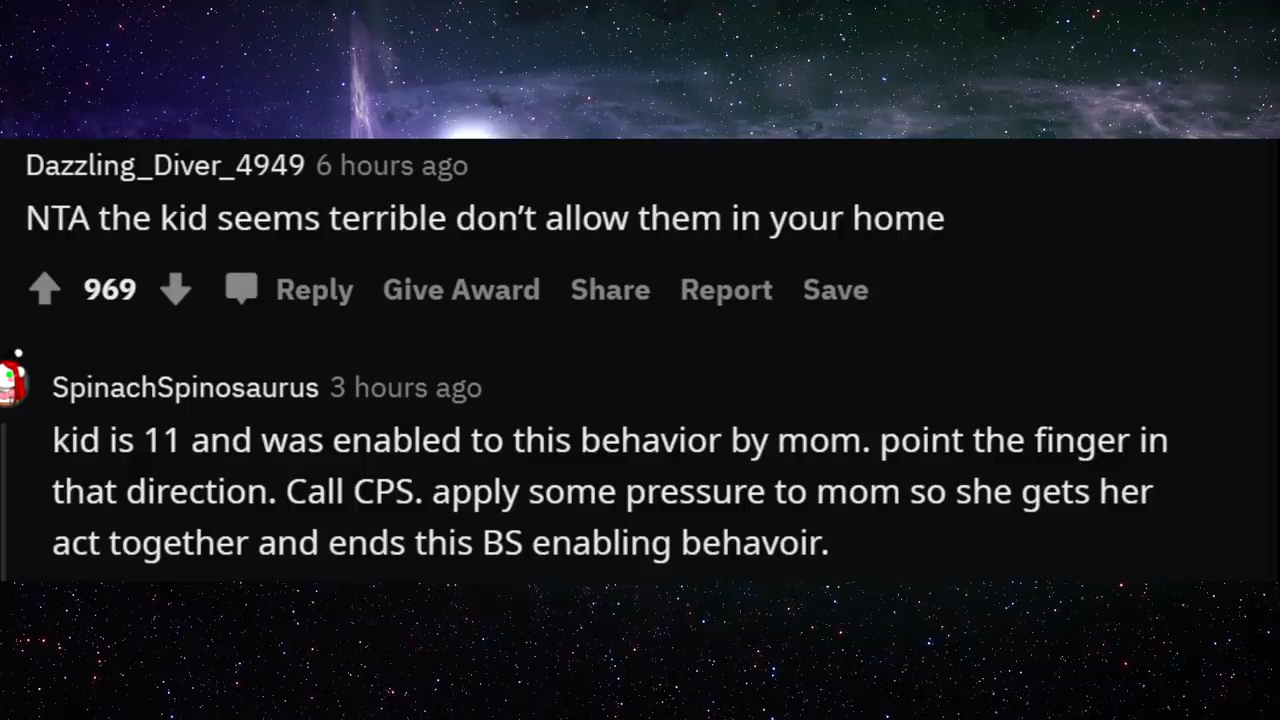 Dazzling_Diver_4949 6 hours ago
NTA the kid seems terrible don’t allow them in your home
969 Reply Give Award Share Report Save
SpinachSpinosaurus 3 hours ago
kid is 11 and was enabled to this behavior by mom. point the finger in
that direction. Call CPS. apply some pressure to mom so she gets her
act together and ends this BS enabling behavoir.